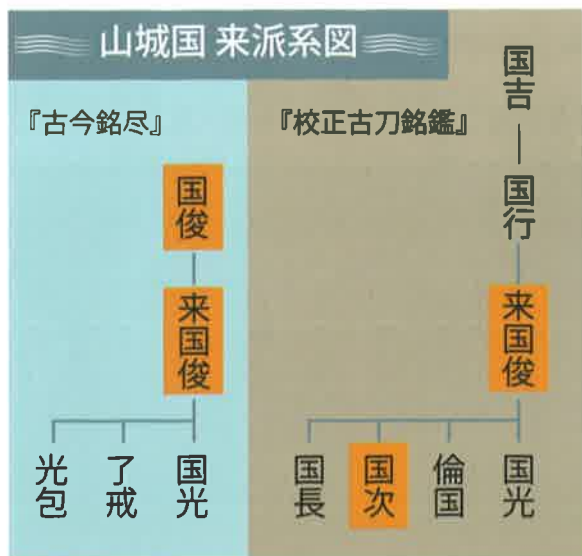 山城国 来派系図
『古今銘尽』
国俊
来国俊
国光
了戒
光包
『校正古刀銘鑑』
国吉
国行
来国俊
国光
倫国
国次
国長